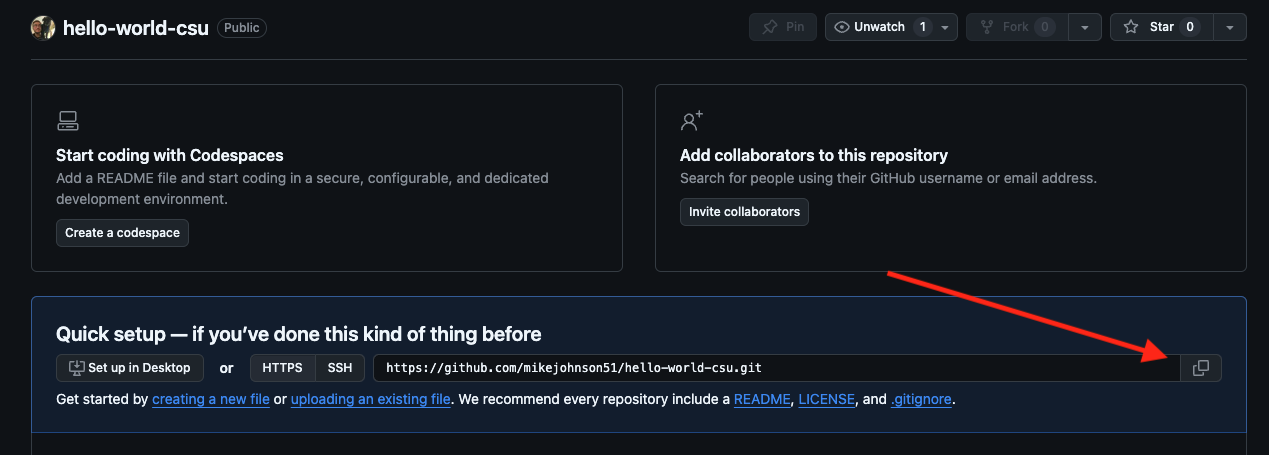 hello-world-csu Public Pin Unwatch 1 Fork 0 Star 0
Start coding with Codespaces
Add a README file and start coding in a secure, configurable, and dedicated
development environment.
Create a codespace
Add collaborators to this repository
Search for people using their GitHub username or email address.
Invite collaborators
Quick setup — if you’ve done this kind of thing before
Set up in Desktop or HTTPS SSH https://github.com/mikejohnson51/hello-world-csu.git
Get started by creating a new file or uploading an existing file. We recommend every repository include a README, LICENSE, and .gitignore.